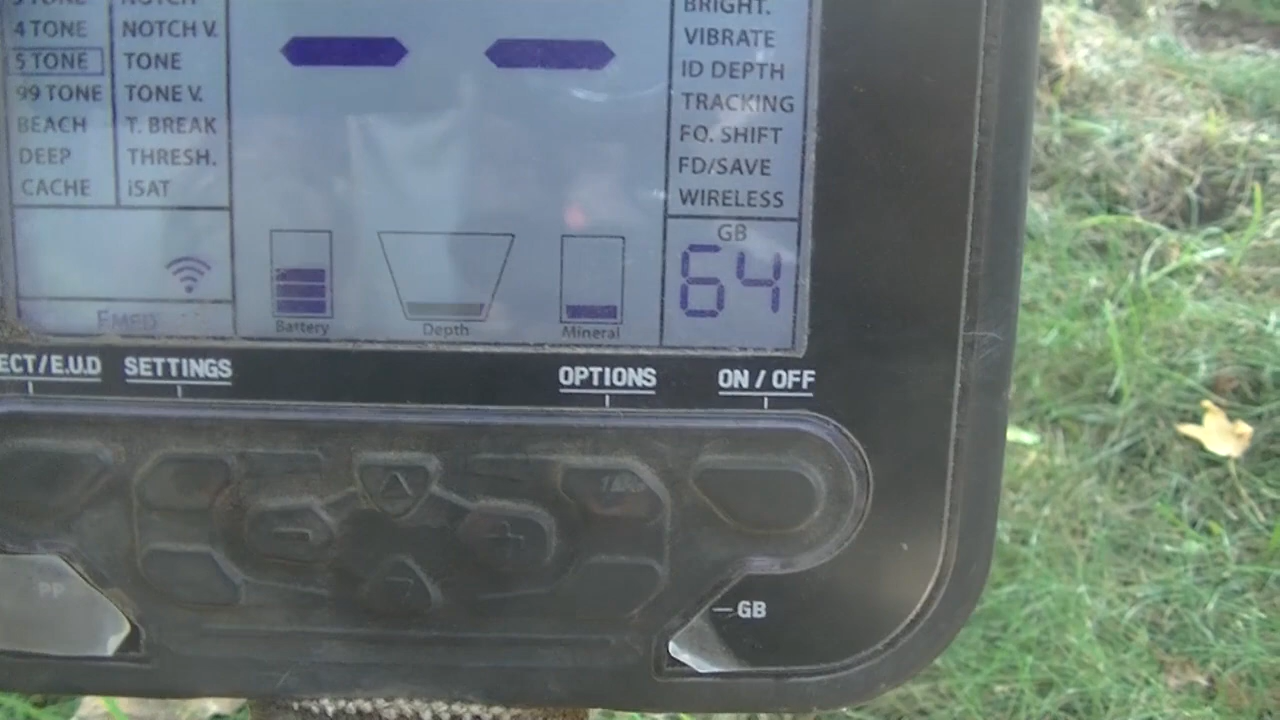 4 TONE
5 TONE
99 TONE
BEACH
DEEP
CACHE
NOTCH
NOTCH V.
TONE
TONE V.
T. BREAK
THRESH.
iSAT
BRIGHT.
VIBRATE
ID DEPTH
TRACKING
FQ. SHIFT
FD/SAVE
WIRELESS
GB
64
Battery
Depth
Mineral
ECT/E.U.D
SETTINGS
OPTIONS
ON / OFF
PP
GB